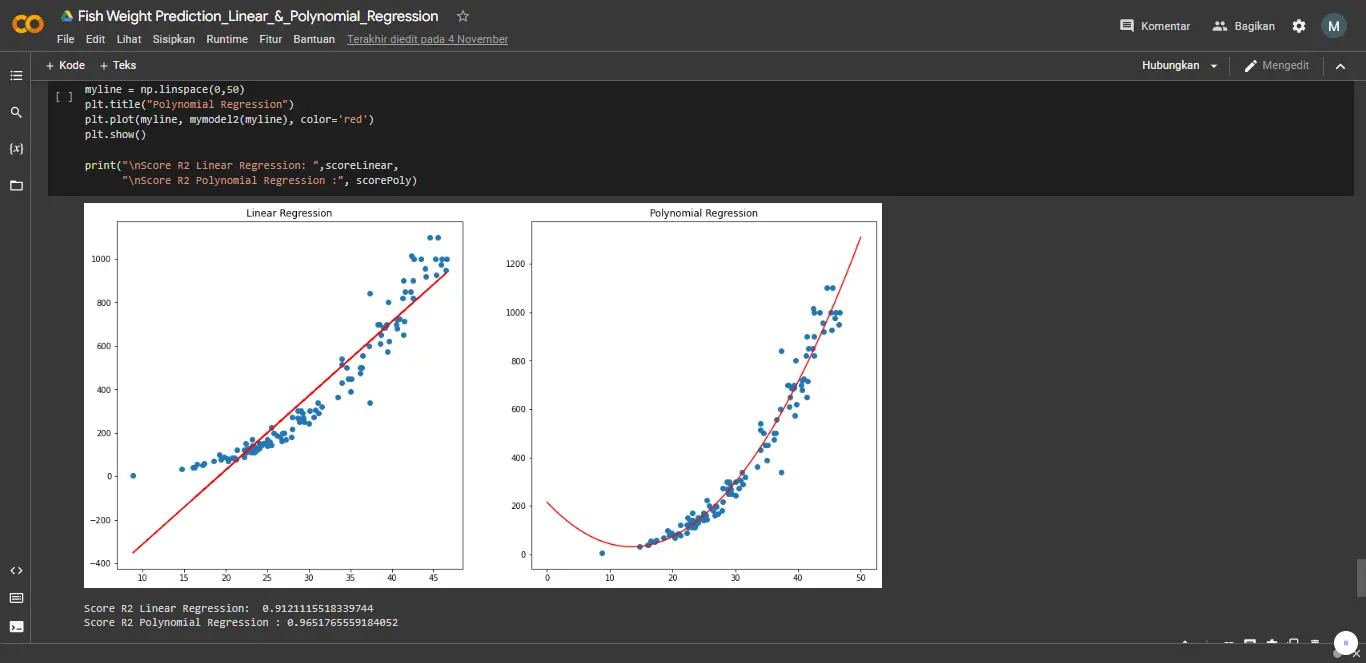 Fish Weight Prediction_Linear_&_Polynomial_Regression
File Edit Lihat Sisipkan Runtime Fitur Bantuan Terakhir diedit pada 4 November
Komentar Bagikan M
+ Kode + Teks
Hubungkan Mengedit
[ ] myline = np.linspace(0,50)
plt.title("Polynomial Regression")
plt.plot(myline, mymodel2(myline), color='red')
plt.show()
print("\nScore R2 Linear Regression: ",scoreLinear,
"\nScore R2 Polynomial Regression :", scorePoly)
Linear Regression
1000
800
600
400
200
0
−200
−400
10 15 20 25 30 35 40 45
Polynomial Regression
1200
1000
800
600
400
200
0
0 10 20 30 40 50
Score R2 Linear Regression:  0.9121115518339744
Score R2 Polynomial Regression : 0.9651765559184052